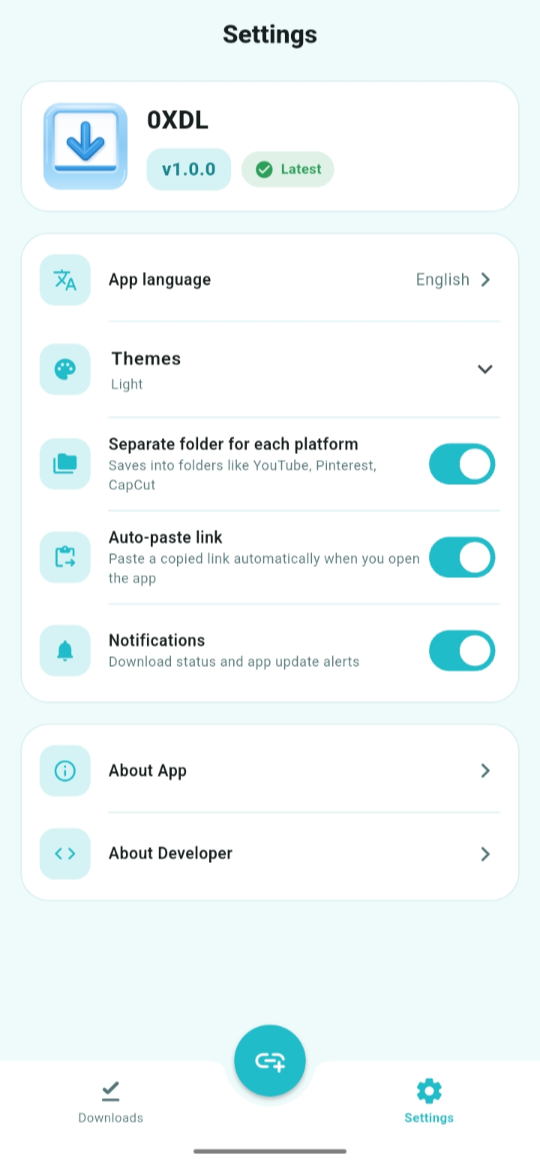 Settings
0XDL
v1.0.0
Latest
App language
English
Themes
Light
Separate folder for each platform
Saves into folders like YouTube, Pinterest,
CapCut
Auto-paste link
Paste a copied link automatically when you open
the app
Notifications
Download status and app update alerts
About App
About Developer
Downloads
Settings